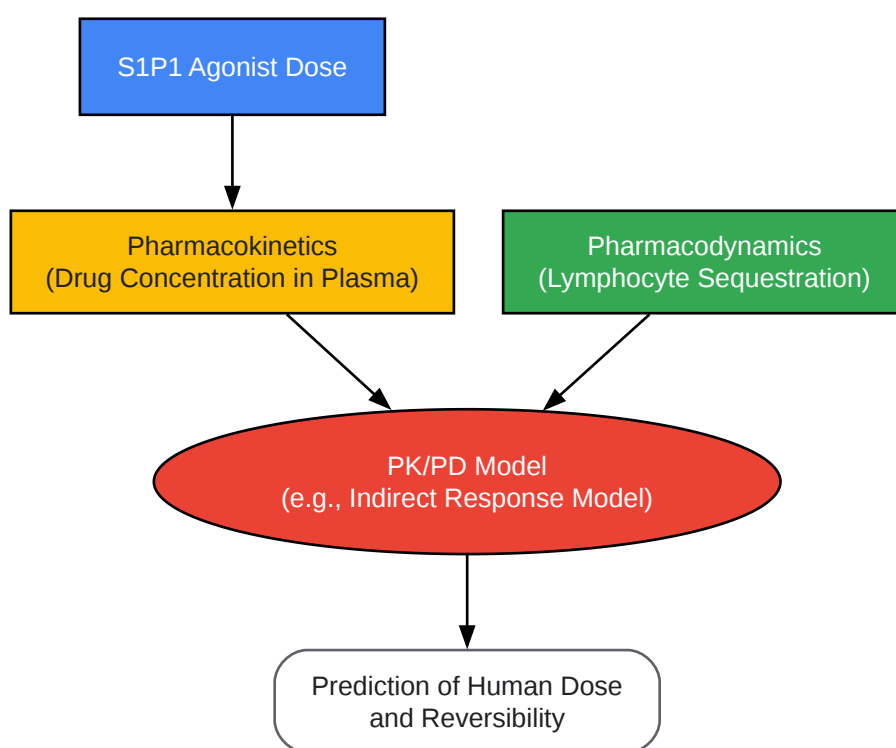 S1P1 Agonist Dose
Pharmacokinetics
(Drug Concentration in Plasma)
Pharmacodynamics
(Lymphocyte Sequestration)
PK/PD Model
(e.g., Indirect Response Model)
Prediction of Human Dose
and Reversibility